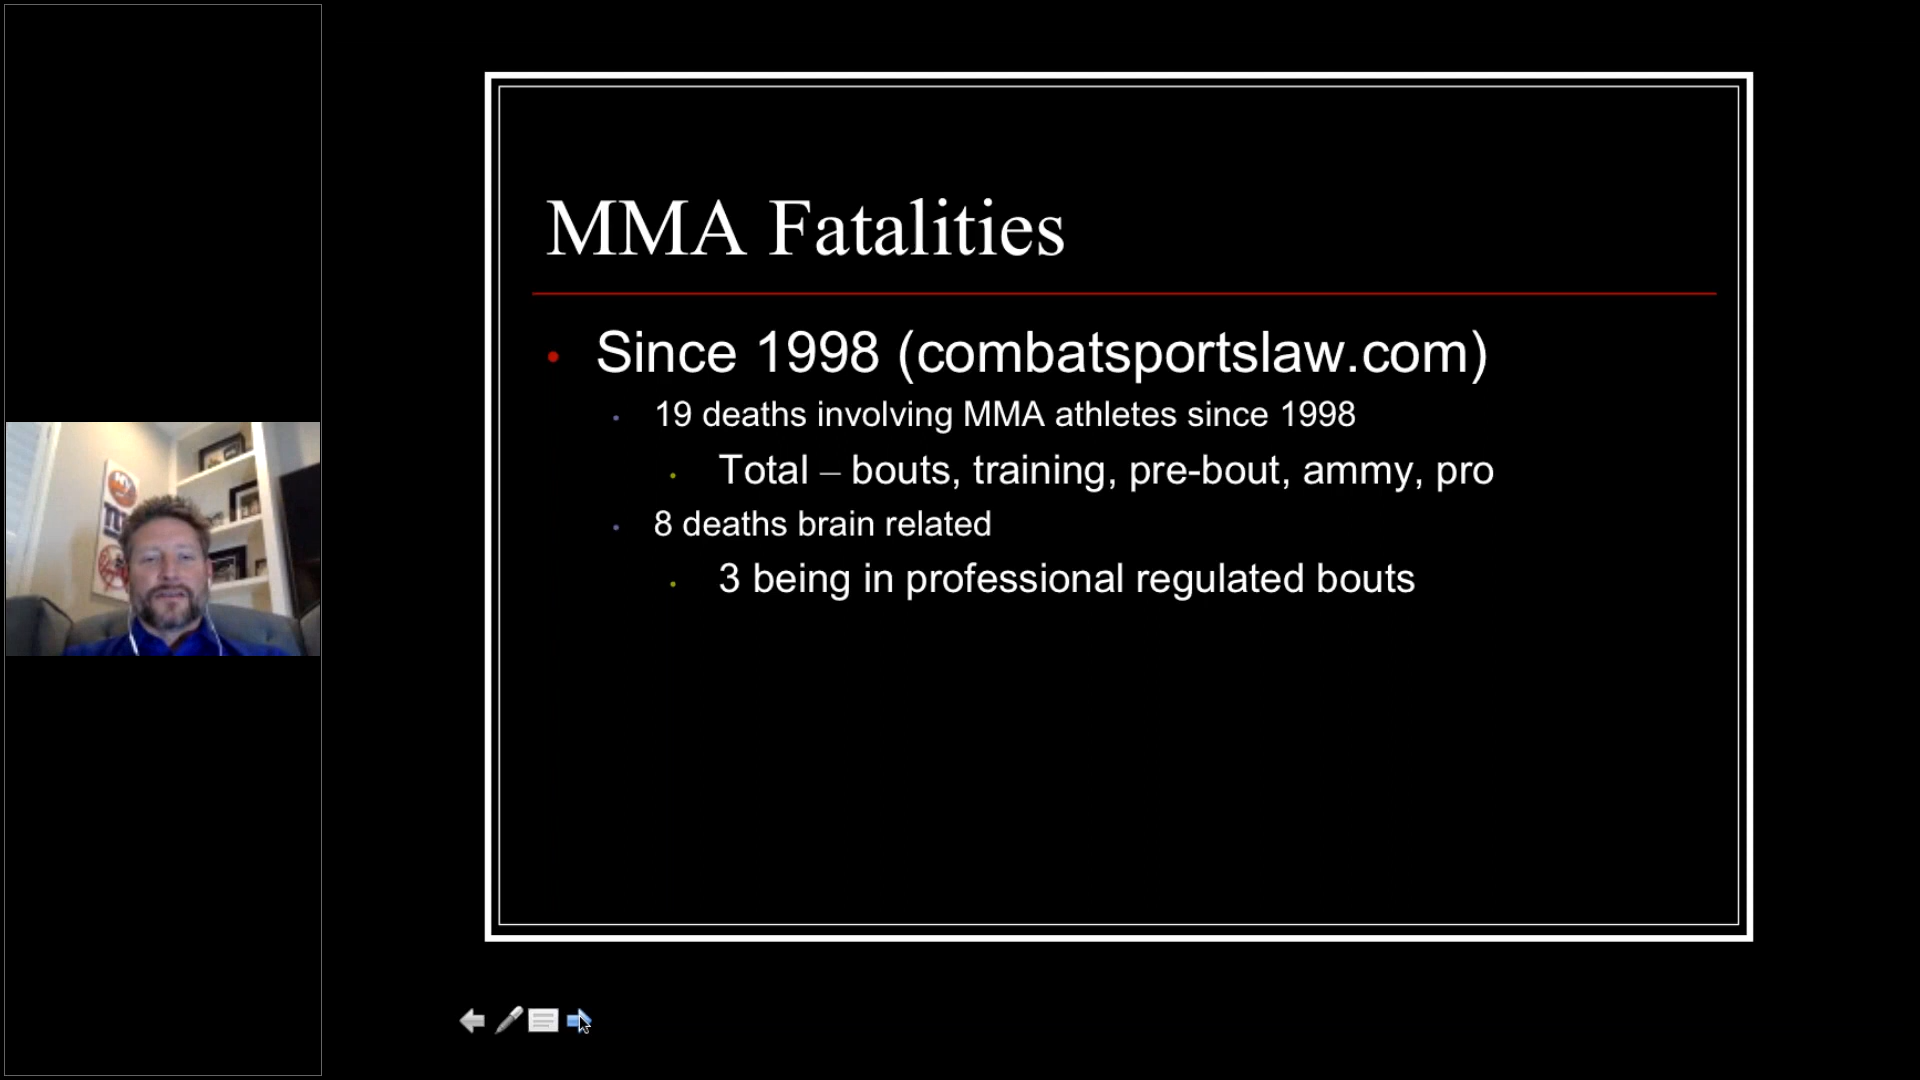 MMA Fatalities
Since 1998 (combatsportslaw.com)
19 deaths involving MMA athletes since 1998
Total – bouts, training, pre-bout, ammy, pro
8 deaths brain related
3 being in professional regulated bouts